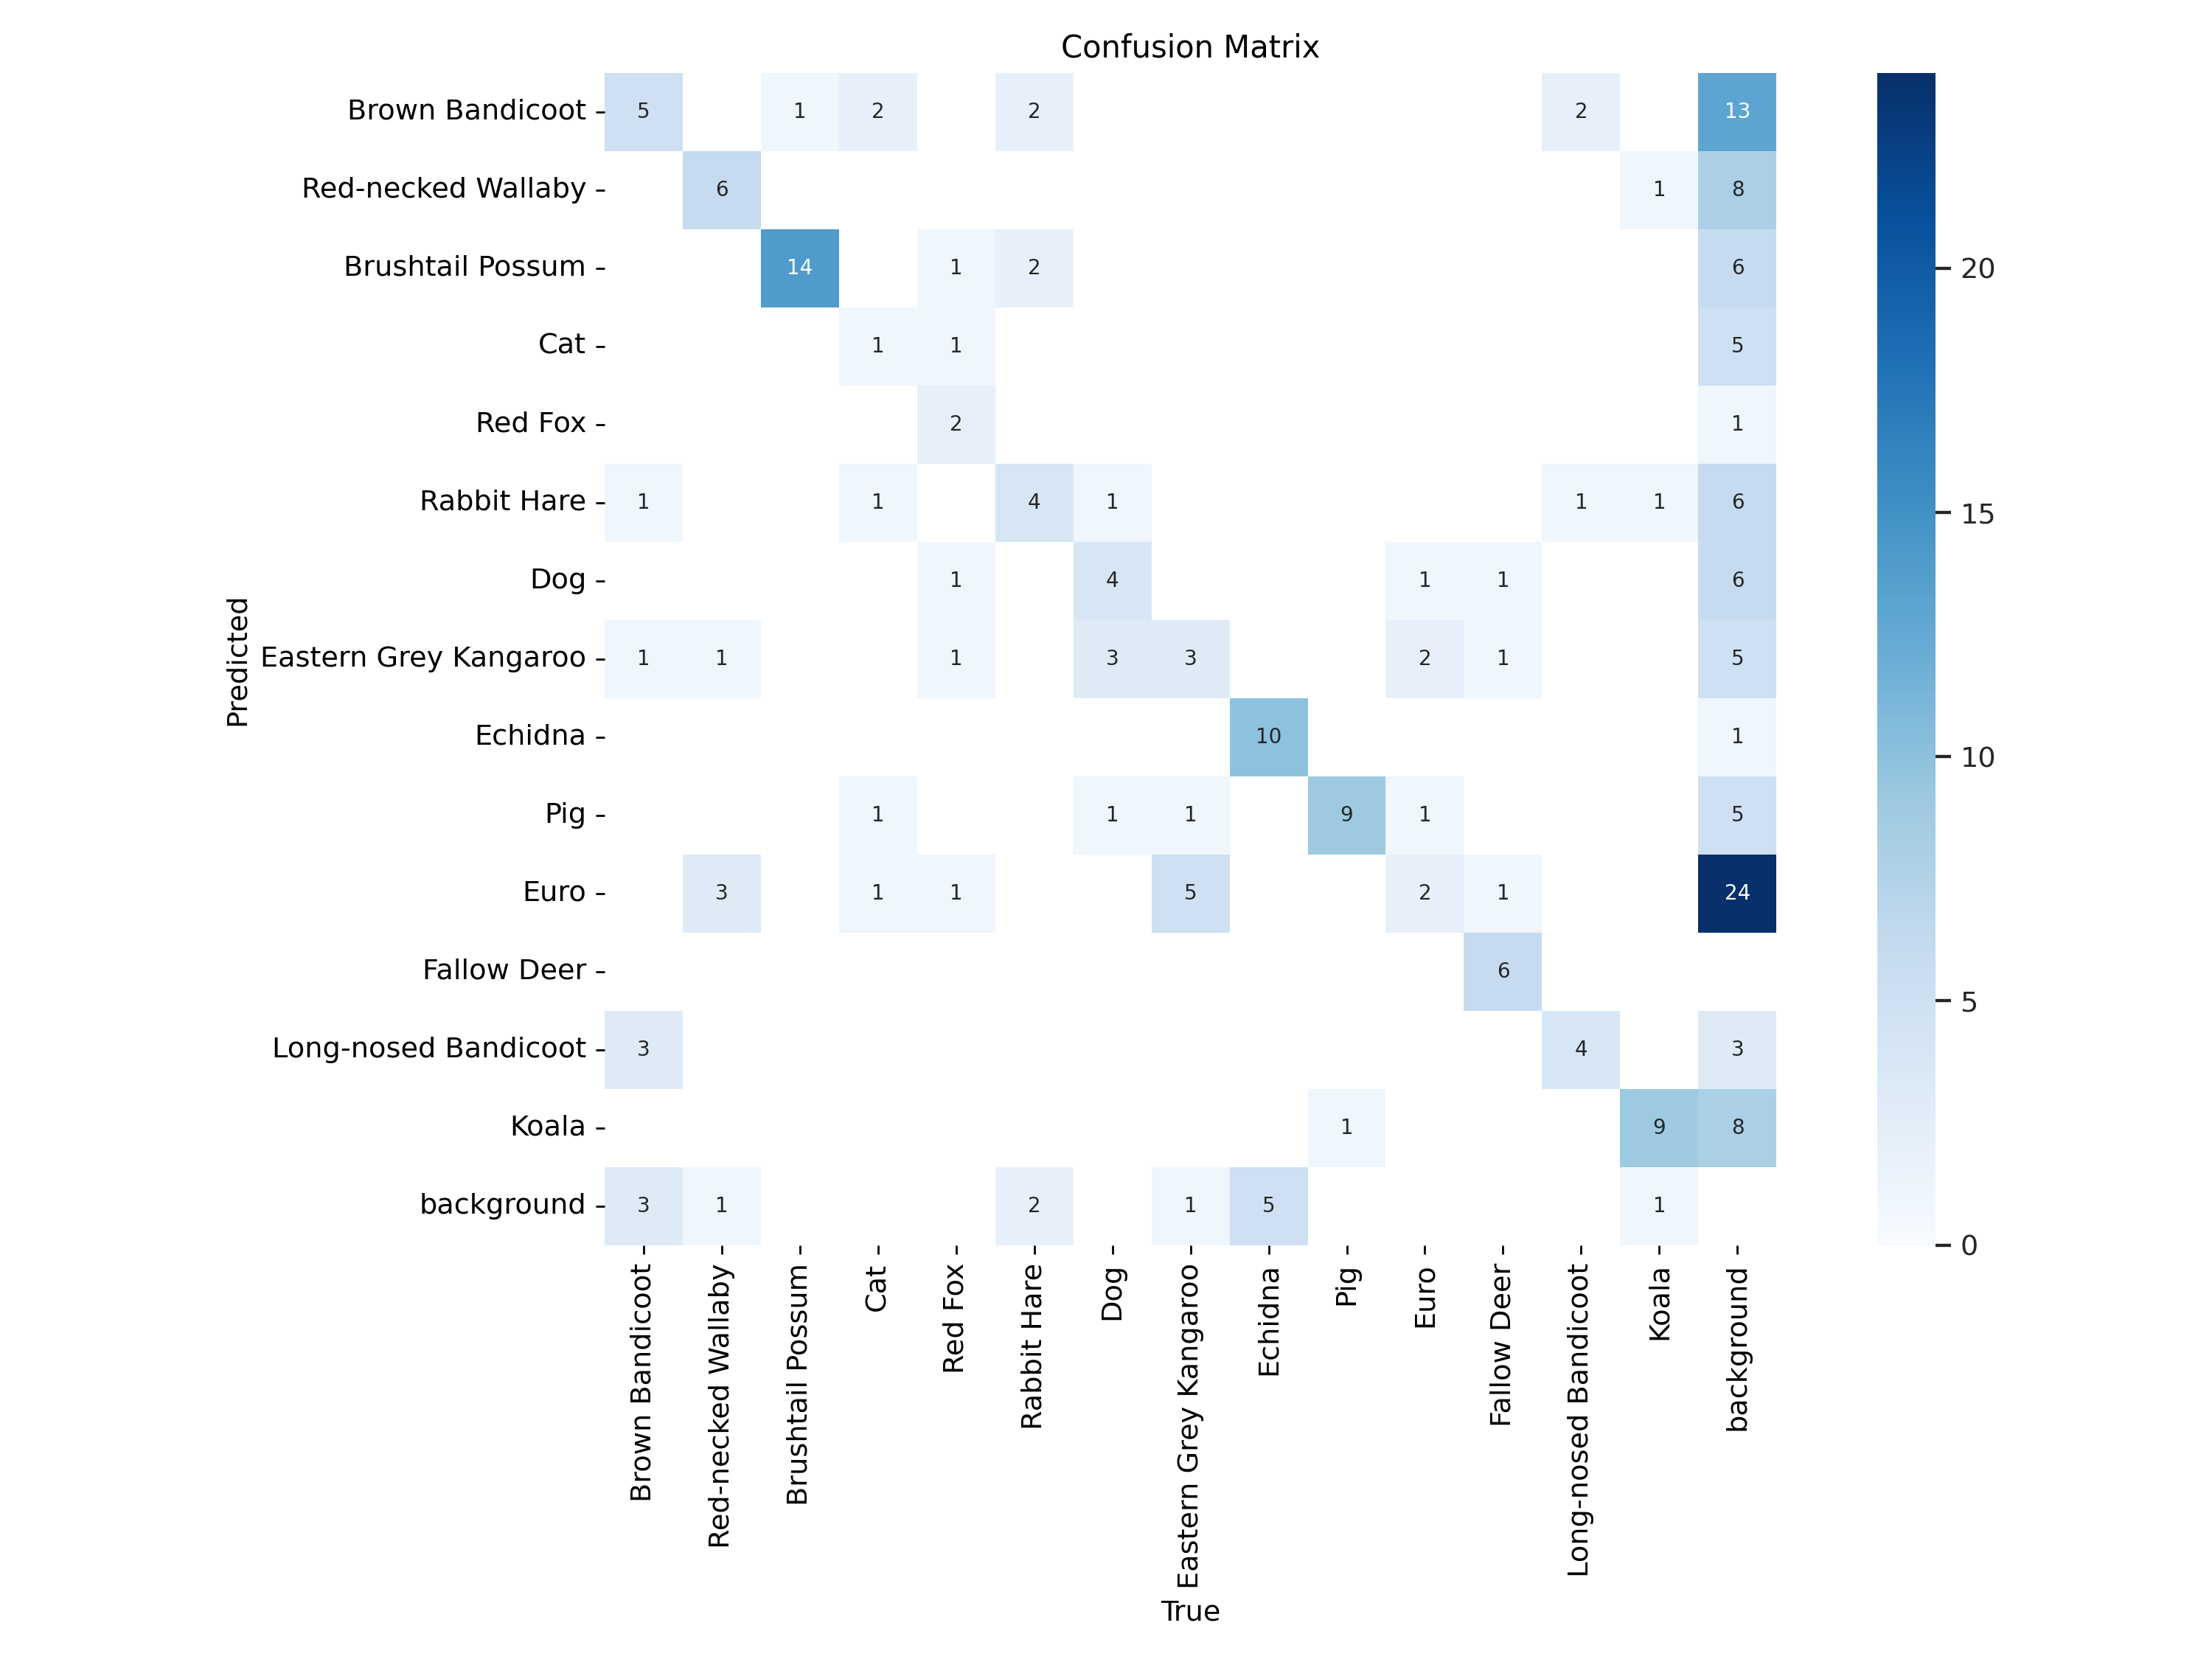 Confusion Matrix
Brown Bandicoot 5 1 2 2 2 13
Red-necked Wallaby 6 1 8
Brushtail Possum 14 1 2 6
Cat 1 1 5
Red Fox 2 1
Rabbit Hare 1 1 4 1 1 1 6
Dog 1 4 1 1 6
Eastern Grey Kangaroo 1 1 1 3 3 2 1 5
Echidna 10 1
Pig 1 1 1 9 1 5
Euro 3 1 1 5 2 1 24
Fallow Deer 6
Long-nosed Bandicoot 3 4 3
Koala 1 9 8
background 3 1 2 1 5 1
Predicted
Brown Bandicoot
Red-necked Wallaby
Brushtail Possum
Cat
Red Fox
Rabbit Hare
Dog
Eastern Grey Kangaroo
Echidna
Pig
Euro
Fallow Deer
Long-nosed Bandicoot
Koala
background
True
20
15
10
5
0